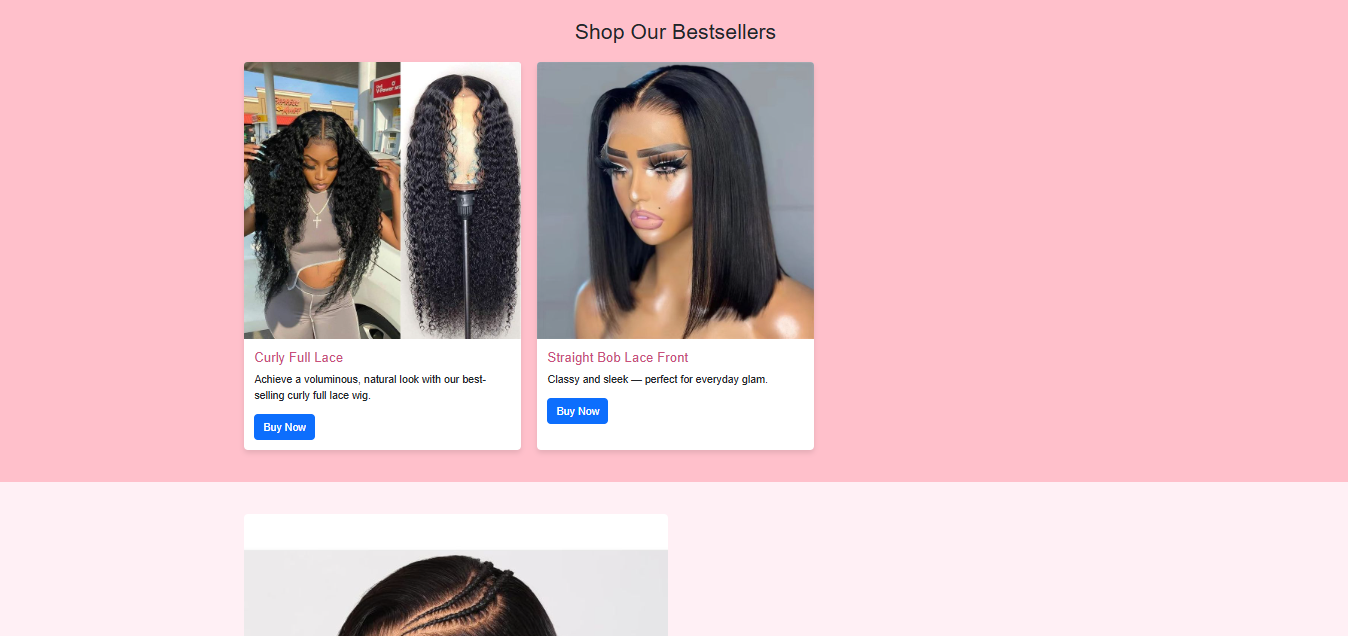 Shop Our Bestsellers
Curly Full Lace
Achieve a voluminous, natural look with our best-
selling curly full lace wig.
Buy Now
Straight Bob Lace Front
Classy and sleek — perfect for everyday glam.
Buy Now